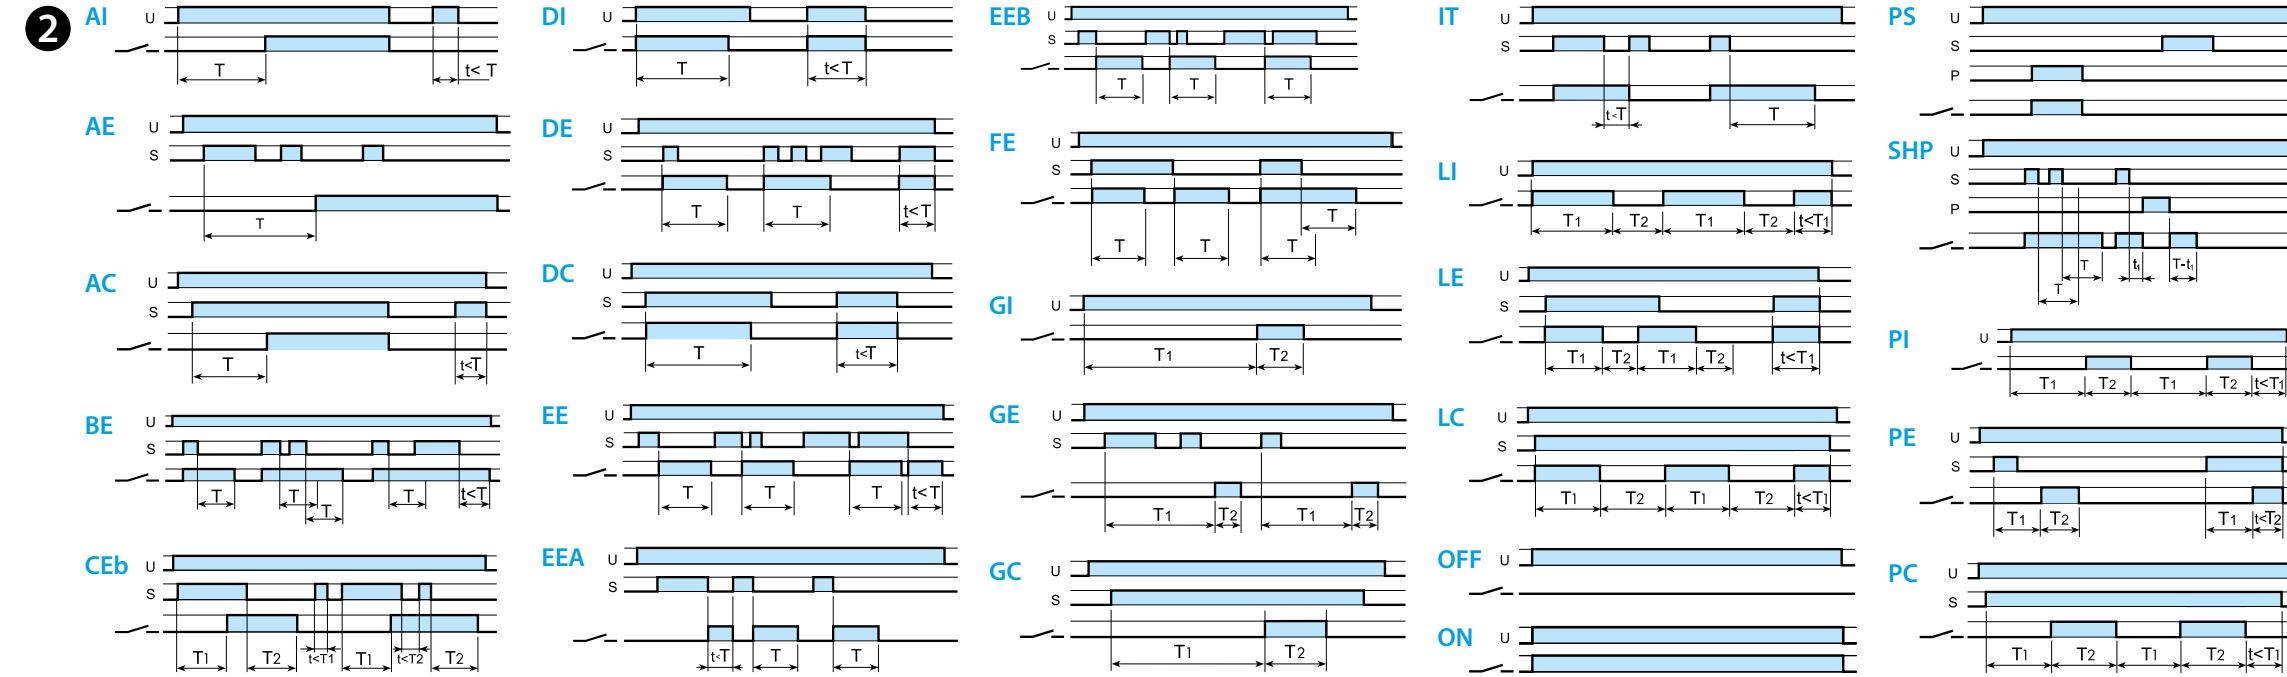 2
AI
U
T
t< T
AE
U
S
T
AC
U
S
T
t<T
BE
U
S
T
T
T
T
t<T
CEb
U
S
T1
T2
t<T1
T1
t<T2
T2
DI
U
T
t<T
DE
U
S
T
T
t<T
DC
U
S
T
t<T
EE
U
S
T
T
T
t<T
EEA
U
S
t<T
T
T
EEB
U
S
T
T
T
FE
U
S
T
T
T
T
GI
U
T1
T2
GE
U
S
T1
T2
T1
T2
GC
U
S
T1
T2
IT
U
S
t<T
T
LI
U
T1
T2
T1
T2
t<T1
LE
U
S
T1
T2
T1
T2
t<T1
LC
U
S
T1
T2
T1
T2
t<T1
OFF
U
ON
U
PS
U
S
P
SHP
U
S
P
T
t1
T-t1
T
PI
U
T1
T2
T1
T2
t<T1
PE
U
S
T1
T2
T1
t<T2
PC
U
S
T1
T2
T1
T2
t<T1